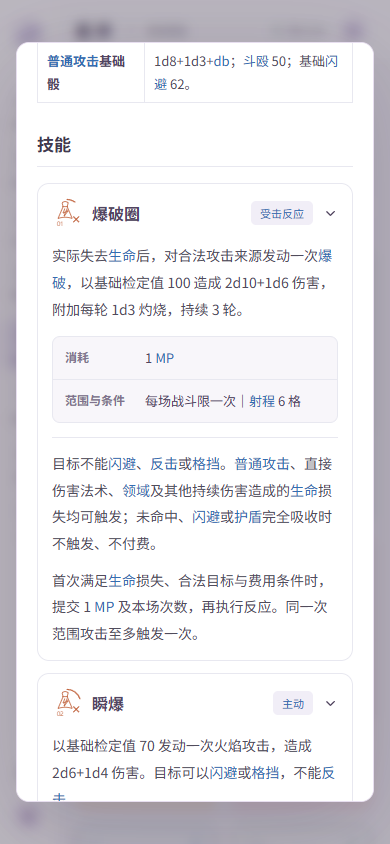 普通攻击基础骰
1d8+1d3+db；斗殴 50；基础闪避 62。
技能
01
爆破圈
受击反应
实际失去生命后，对合法攻击来源发动一次爆
破，以基础检定值 100 造成 2d10+1d6 伤害，
附加每轮 1d3 灼烧，持续 3 轮。
消耗
1 MP
范围与条件
每场战斗限一次｜射程 6 格
目标不能闪避、反击或格挡。普通攻击、直接
伤害法术、领域及其他持续伤害造成的生命损
失均可触发；未命中、闪避或护盾完全吸收时
不触发、不付费。
首次满足生命损失、合法目标与费用条件时，
提交 1 MP 及本场次数，再执行反应。同一次
范围攻击至多触发一次。
02
瞬爆
主动
以基础检定值 70 发动一次火焰攻击，造成
2d6+1d4 伤害。目标可以闪避或格挡，不能反
击